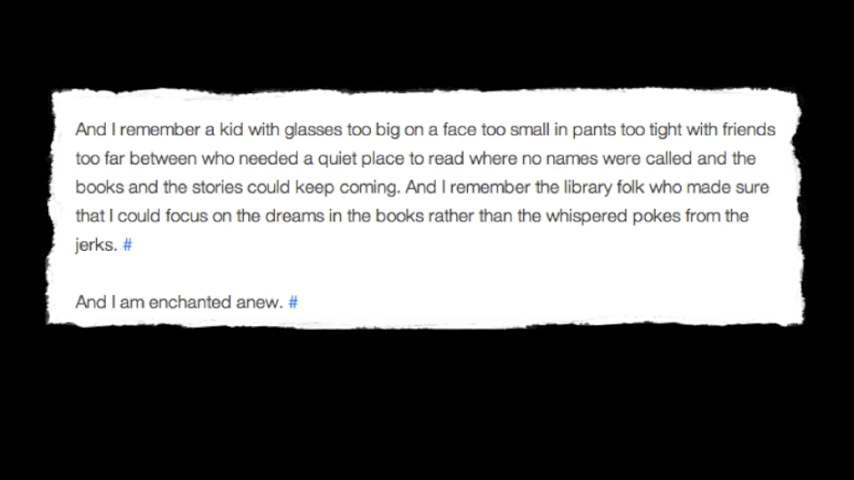 And I remember a kid with glasses too big on a face too small in pants too tight with friends
too far between who needed a quiet place to read where no names were called and the
books and the stories could keep coming. And I remember the library folk who made sure
that I could focus on the dreams in the books rather than the whispered pokes from the
jerks. #
And I am enchanted anew. #